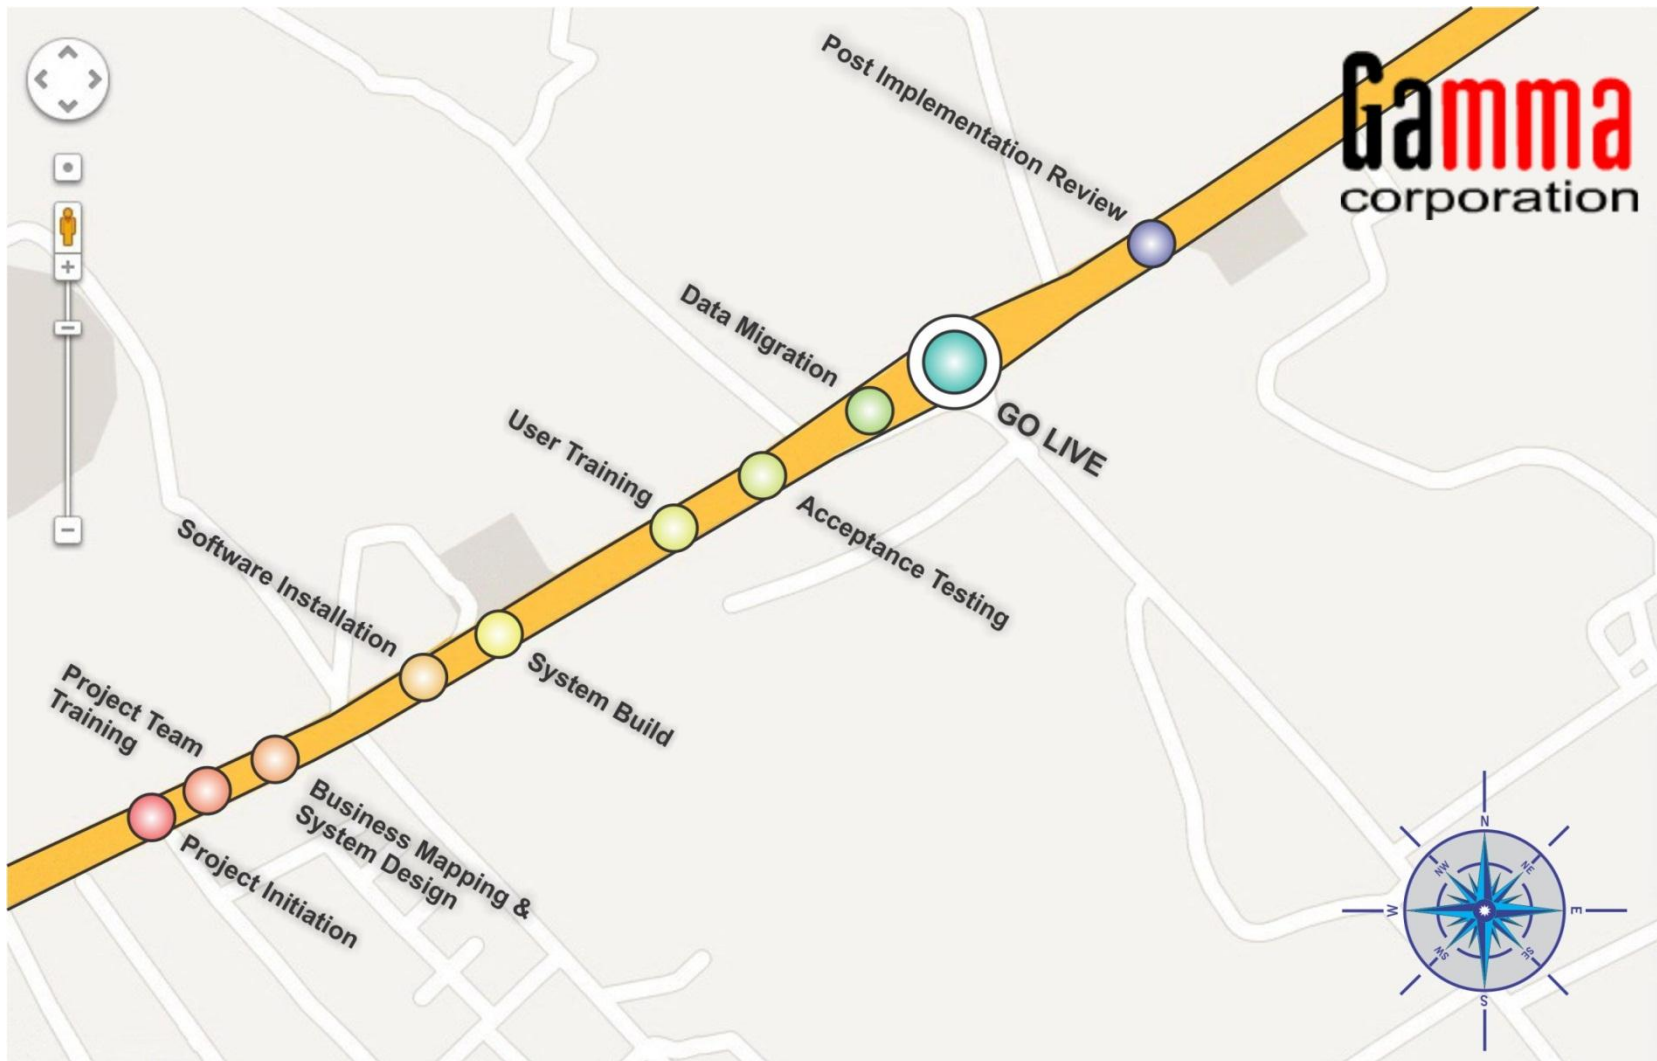 Post Implementation Review
Gamma
corporation
Data Migration
GO LIVE
User Training
Acceptance Testing
Software Installation
System Build
Project Team
Training
Business Mapping &
System Design
Project Initiation
N
NW
NE
W
E
SW
SE
S